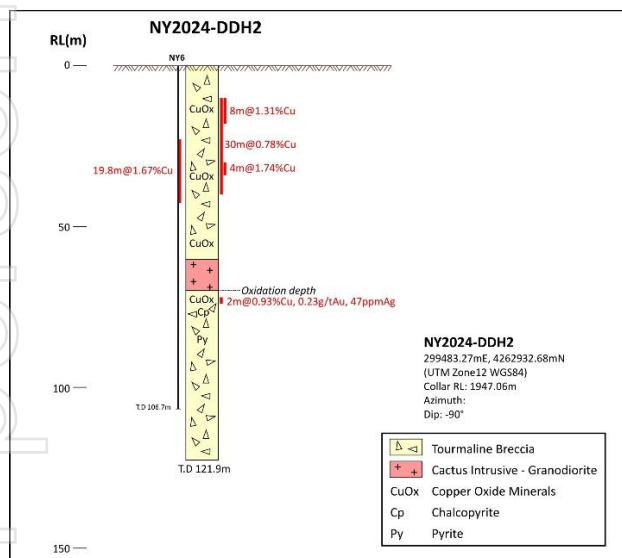 NY2024-DDH2
RL(m)
NY6
0
CuOx
8m@1.31%Cu
30m@0.78%Cu
19.8m@1.67%Cu
CuOx
4m@1.74%Cu
50
CuOx
Oxidation depth
CuOx
2m@0.93%Cu, 0.23g/tAu, 47ppmAg
Cp
Py
100
T.D 106.7m
T.D 121.9m
150
NY2024-DDH2
299483.27mE, 4262932.68mN
(UTM Zone12 WGS84)
Collar RL: 1947.06m
Azimuth:
Dip: -90°
Tourmaline Breccia
Cactus Intrusive - Granodiorite
CuOx Copper Oxide Minerals
Cp Chalcopyrite
Py Pyrite